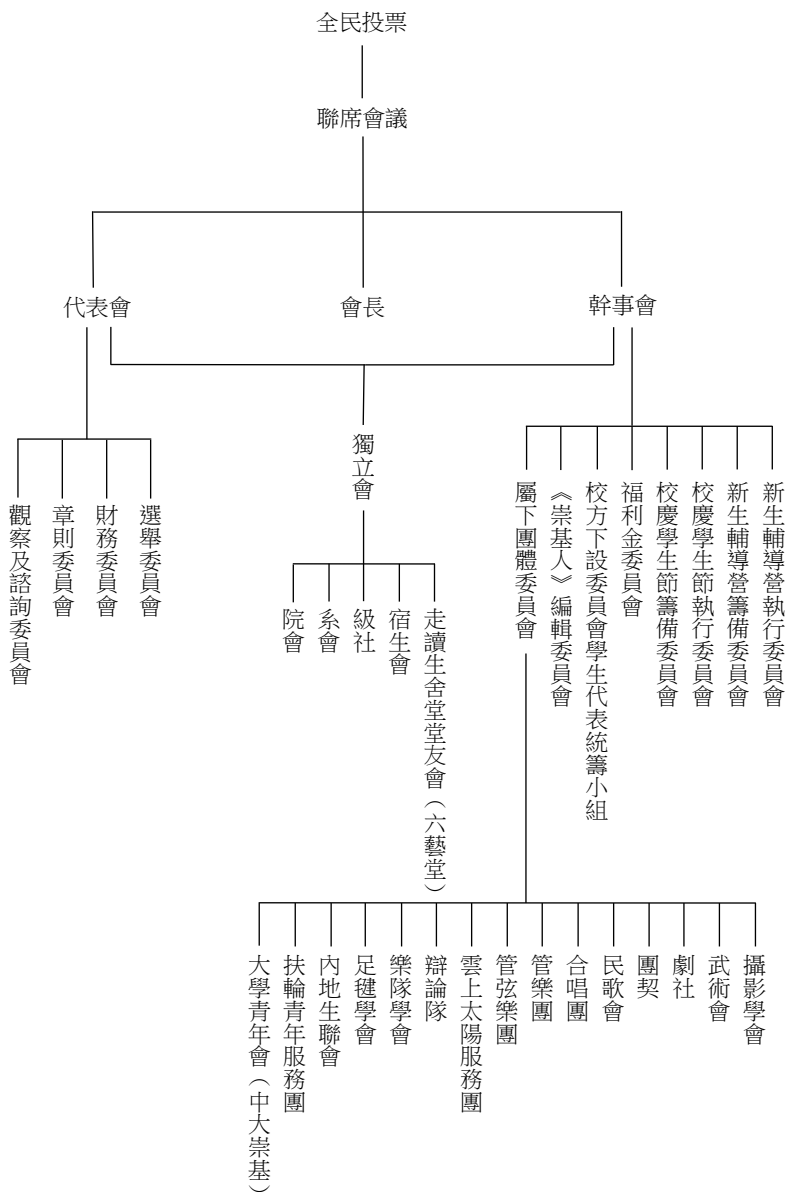 全民投票
聯席會議
代表會
會長
幹事會
獨立會
觀察及諮詢委員會
章則委員會
財務委員會
選舉委員會
院會
系會
級社
宿生會
走讀生舍堂堂友會（六藝堂）
屬下團體委員會
《崇基人》編輯委員會
校方下設委員會學生代表統籌小組
福利金委員會
校慶學生節籌備委員會
校慶學生節執行委員會
新生輔導營籌備委員會
新生輔導營執行委員會
大學青年會（中大崇基）
扶輪青年服務團
內地生聯會
足毽學會
樂隊學會
辯論隊
雲上太陽服務團
管弦樂團
管樂團
合唱團
民歌會
團契
劇社
武術會
攝影學會